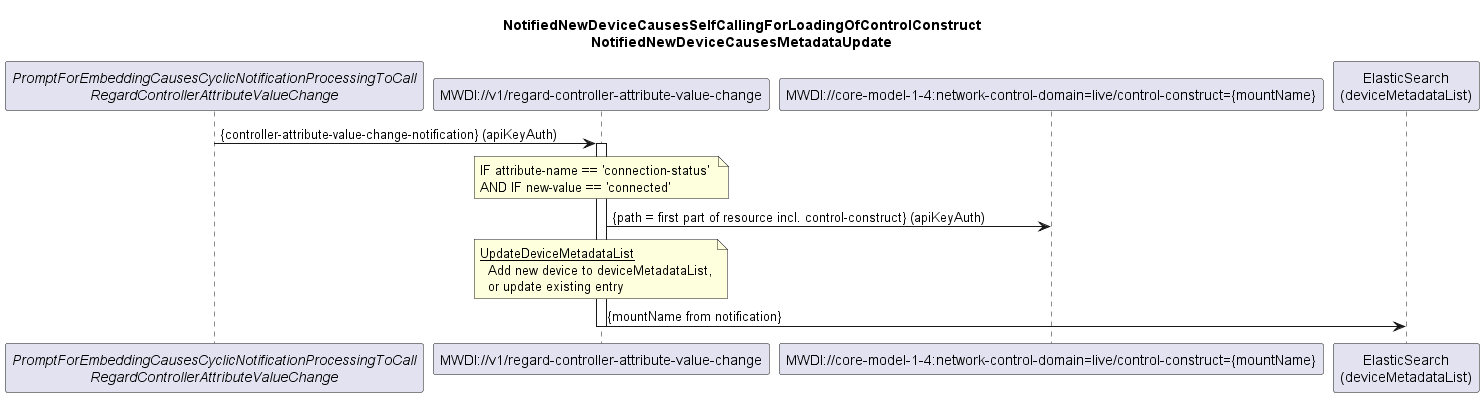 NotifiedNewDeviceCausesSelfCallingForLoadingOfControlConstruct
NotifiedNewDeviceCausesMetadataUpdate
PromptForEmbeddingCausesCyclicNotificationProcessingToCall
RegardControllerAttributeValueChange
MWDI://v1/regard-controller-attribute-value-change
MWDI://core-model-1-4:network-control-domain=live/control-construct={mountName}
ElasticSearch
(deviceMetadataList)
{controller-attribute-value-change-notification} (apiKeyAuth)
IF attribute-name == 'connection-status'
AND IF new-value == 'connected'
{path = first part of resource incl. control-construct} (apiKeyAuth)
UpdateDeviceMetadataList
Add new device to deviceMetadataList,
or update existing entry
{mountName from notification}
PromptForEmbeddingCausesCyclicNotificationProcessingToCall
RegardControllerAttributeValueChange
MWDI://v1/regard-controller-attribute-value-change
MWDI://core-model-1-4:network-control-domain=live/control-construct={mountName}
ElasticSearch
(deviceMetadataList)